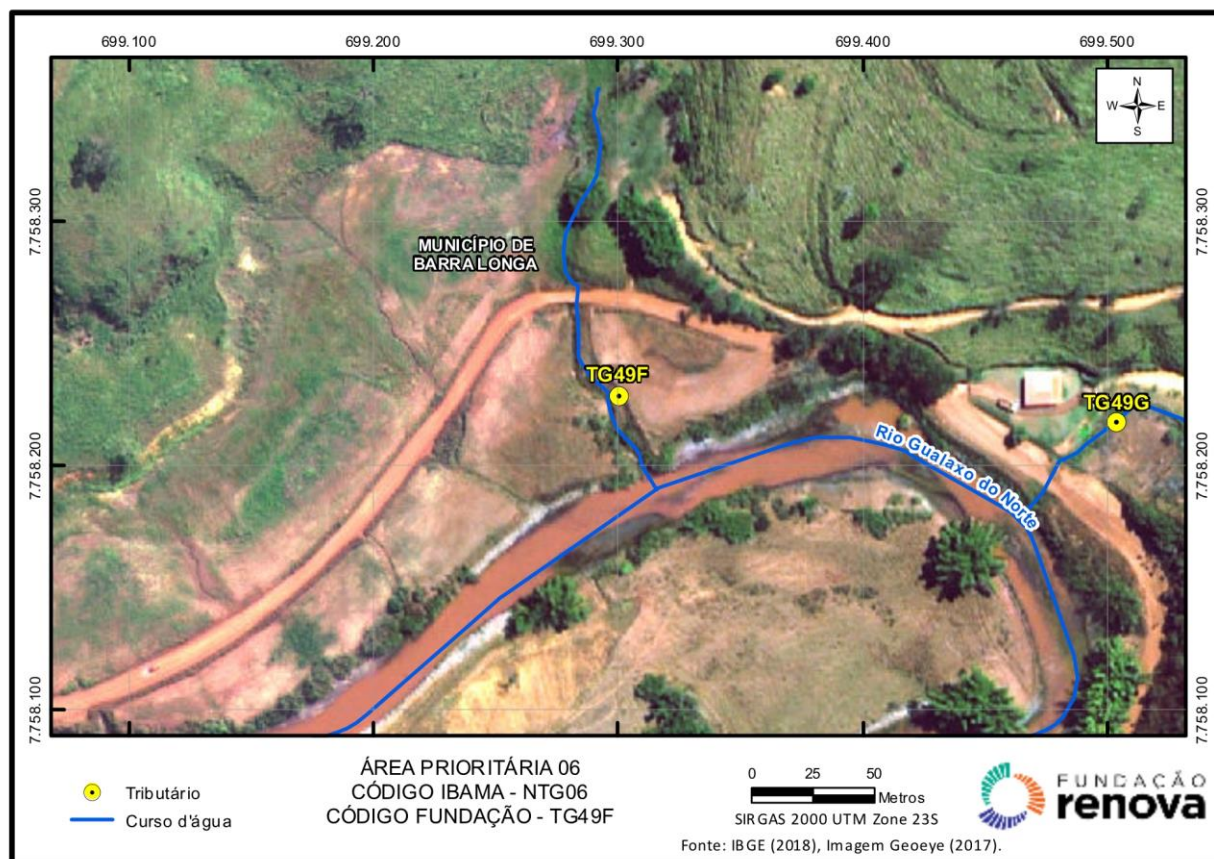 699.100 699.200 699.300 699.400 699.500
N
W E
S
7.758.300 7.758.300
MUNICÍPIO DE
BARRA LONGA
TG49F
TG49G
Rio Gualaxo do Norte
7.758.200 7.758.200
7.758.100 7.758.100
Tributário
Curso d'água
ÁREA PRIORITÁRIA 06
CÓDIGO IBAMA - NTG06
CÓDIGO FUNDAÇÃO - TG49F
0 25 50
Metros
SIRGAS 2000 UTM Zone 23S
Fonte: IBGE (2018), Imagem Geoeye (2017).
FUNDAÇÃO
renova